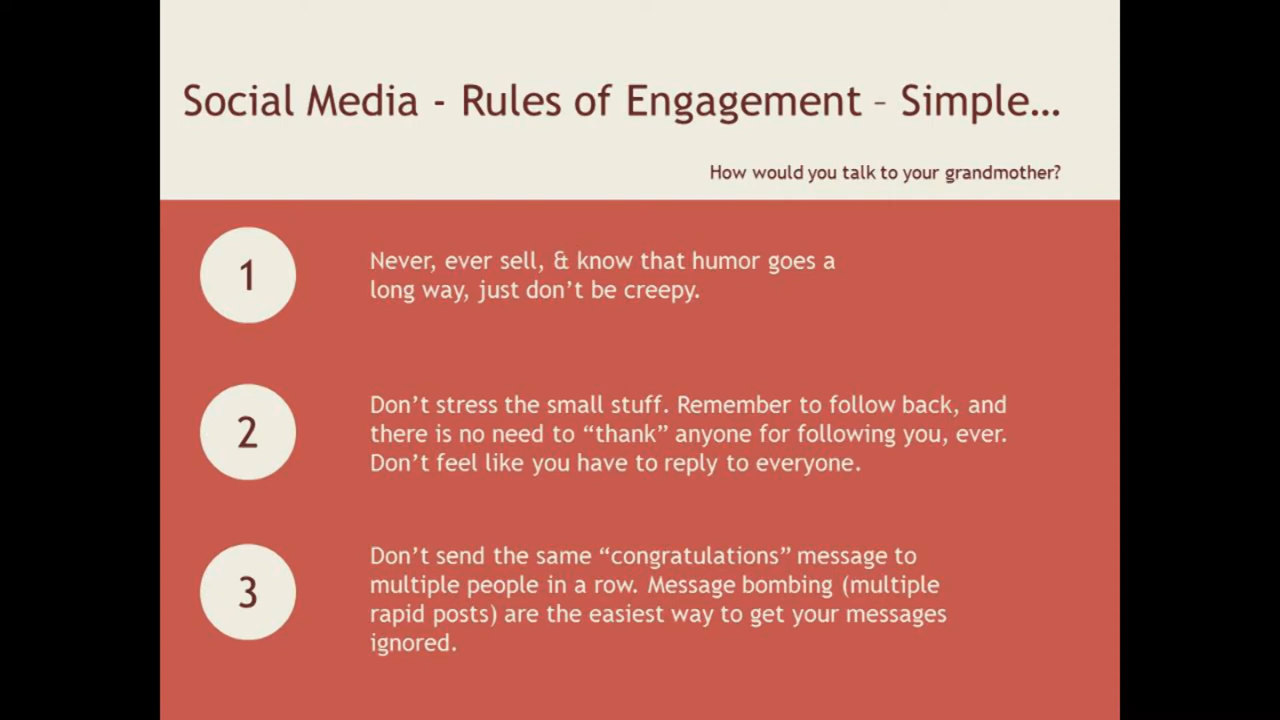 Social Media - Rules of Engagement – Simple...
How would you talk to your grandmother?
1
Never, ever sell, & know that humor goes a
long way, just don’t be creepy.
2
Don’t stress the small stuff. Remember to follow back, and
there is no need to “thank” anyone for following you, ever.
Don’t feel like you have to reply to everyone.
3
Don’t send the same “congratulations” message to
multiple people in a row. Message bombing (multiple
rapid posts) are the easiest way to get your messages
ignored.